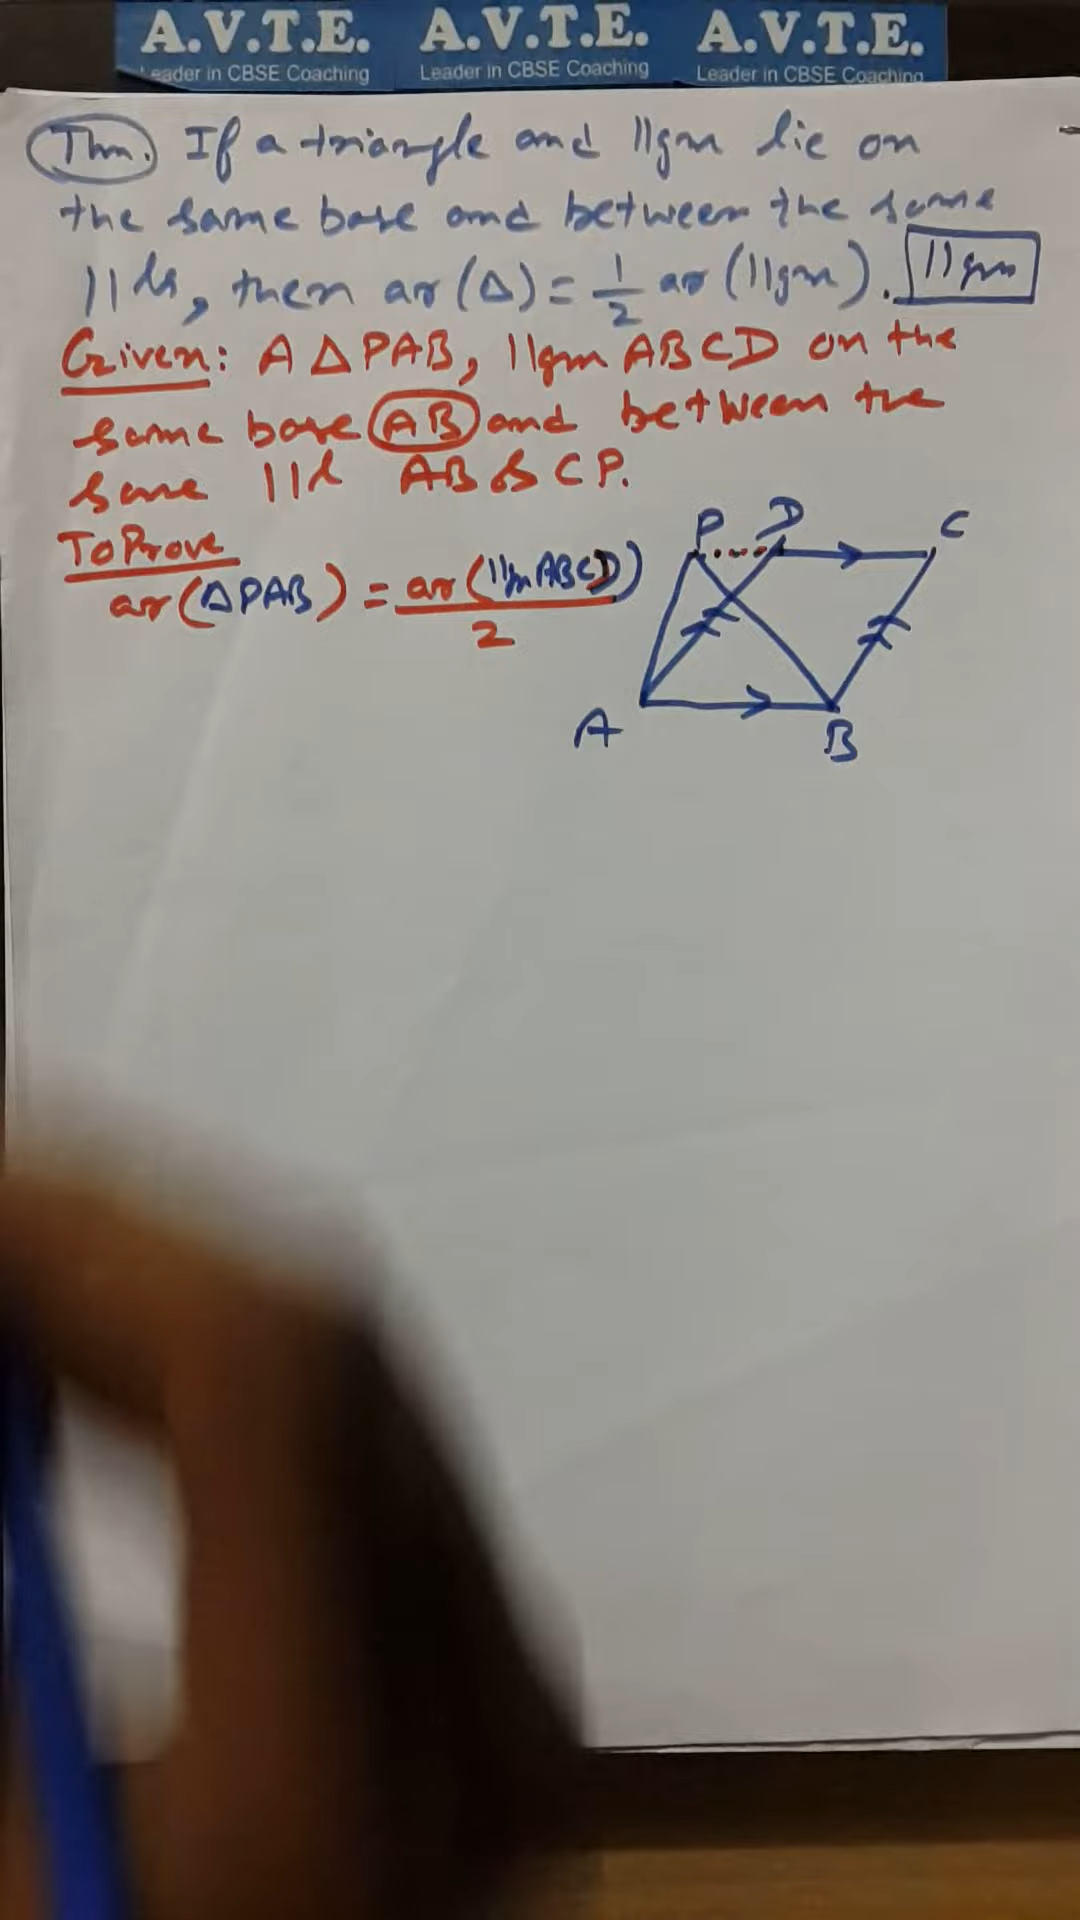 A.V.T.E. A.V.T.E. A.V.T.E.
eader in CBSE Coaching Leader in CBSE Coaching Leader in CBSE Coaching
Thm. If a triangle and ||gm lie on
the same base and between the same
||ls, then ar (Δ) = 1/2 ar (||gm). ||gm
Given: A Δ PAB, ||gm ABCD on the
same base AB and between the
same ||l AB & CP.
To Prove
ar (ΔPAB) = ar (||gm ABCD) / 2
P D C
A B